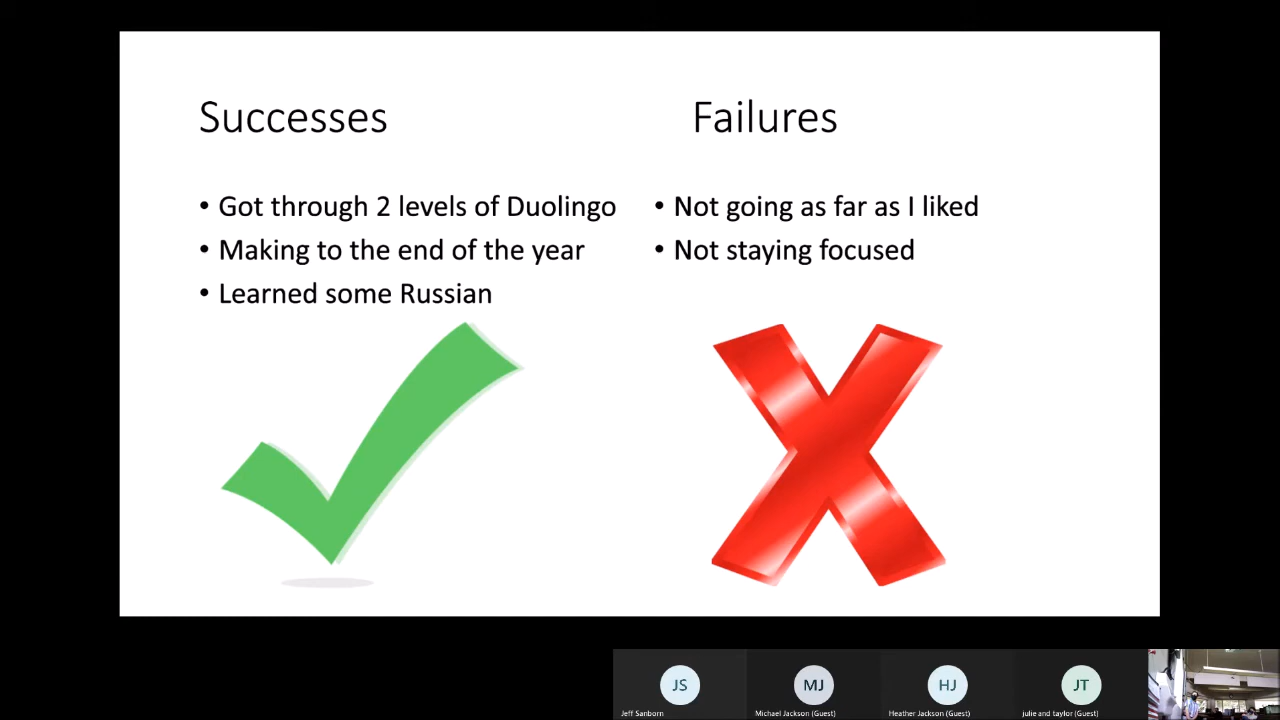 Successes
Failures
• Got through 2 levels of Duolingo
• Making to the end of the year
• Learned some Russian
• Not going as far as I liked
• Not staying focused
JS
Jeff Sanborn
MJ
Michael Jackson (Guest)
HJ
Heather Jackson (Guest)
JT
julie and taylor (Guest)